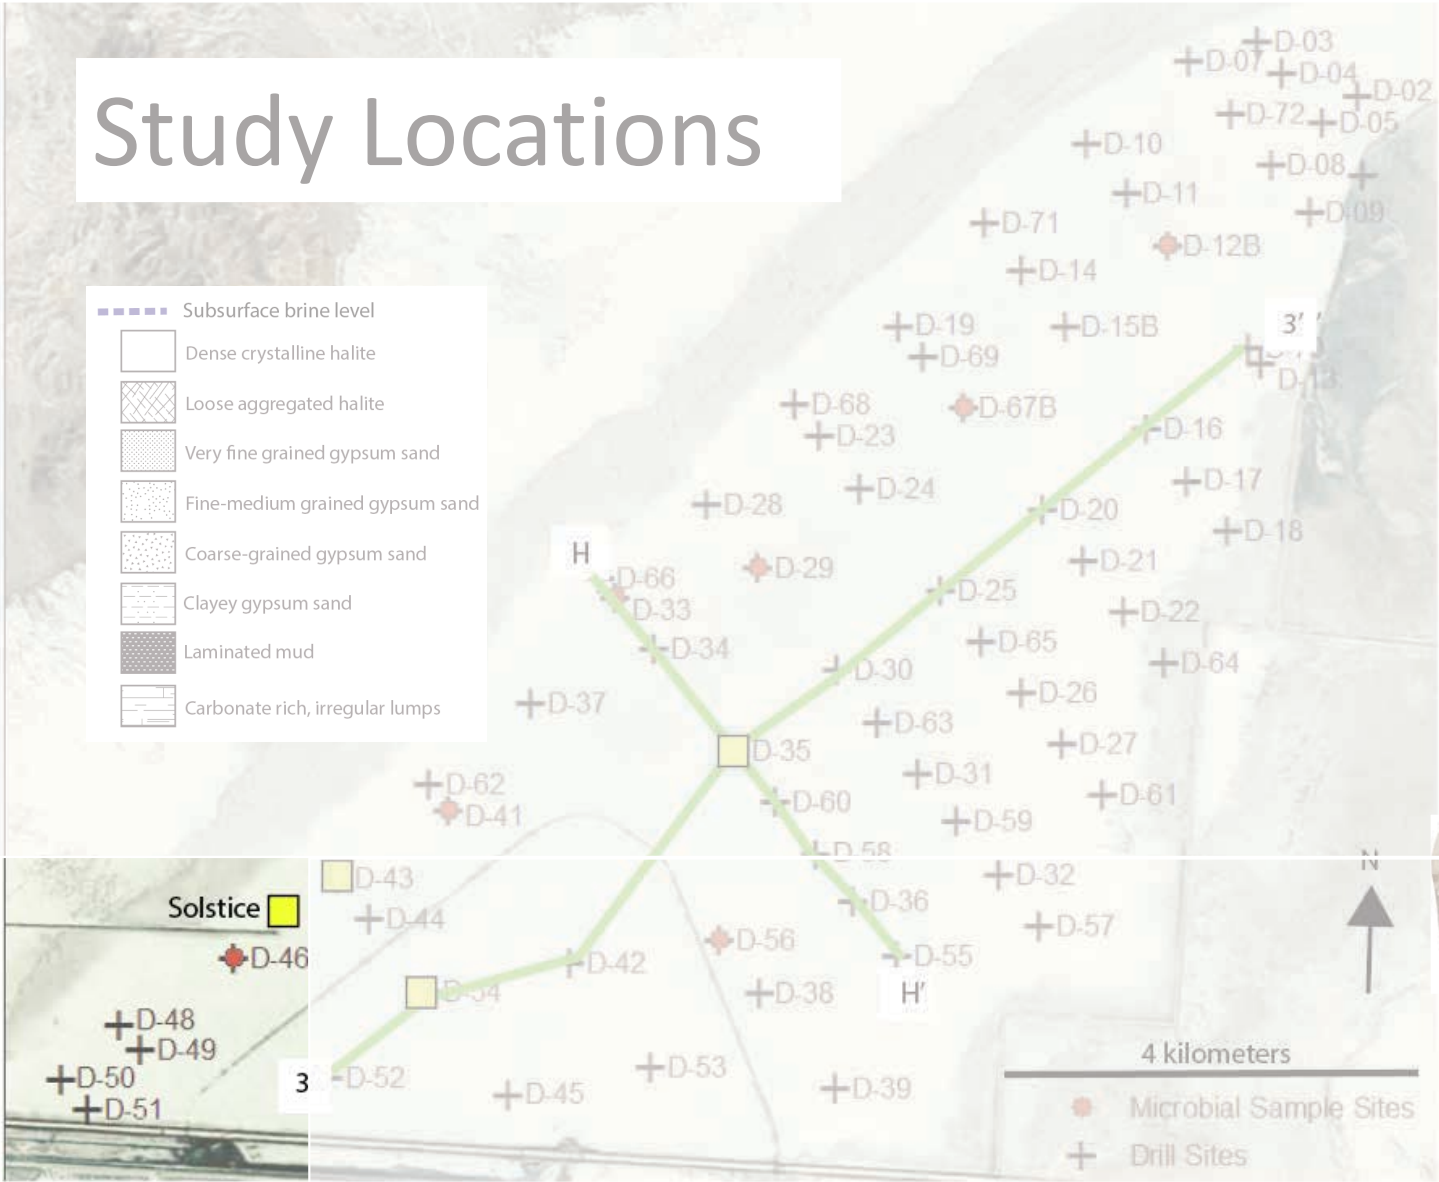 Study Locations
D-03
D-07
D-04
D-02
D-72
D-05
D-10
D-08
D-11
D-09
D-71
D-12B
D-14
Subsurface brine level
Dense crystalline halite
Loose aggregated halite
Very fine grained gypsum sand
Fine-medium grained gypsum sand
Coarse-grained gypsum sand
Clayey gypsum sand
Laminated mud
Carbonate rich, irregular lumps
D-19
D-15B
3'
D-69
D-13
D-68
D-67B
D-23
D-16
D-24
D-17
D-28
D-20
D-18
H
D-66
D-29
D-21
D-33
D-25
D-22
D-34
D-65
D-64
D-30
D-37
D-26
D-63
D-35
D-27
D-62
D-31
D-41
D-60
D-61
D-59
D-58
N
D-43
D-32
Solstice
D-44
D-36
D-57
D-46
D-42
D-56
D-55
D-54
D-38
H'
D-48
D-49
4 kilometers
D-50
3
D-52
D-53
D-51
D-45
D-39
Microbial Sample Sites
Drill Sites